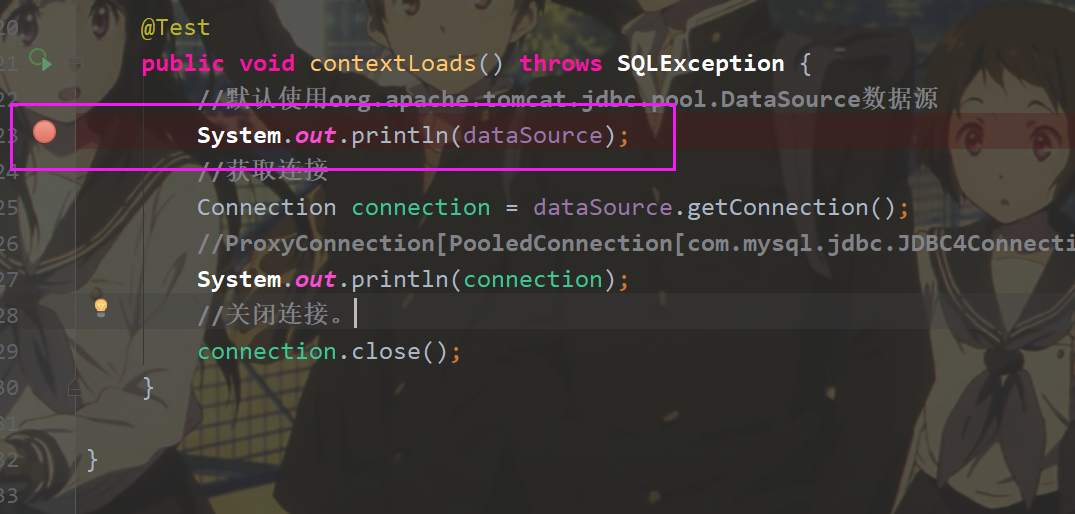 20 @Test
21 public void contextLoads() throws SQLException {
22 //默认使用org.apache.tomcat.jdbc.pool.DataSource数据源
23 System.out.println(dataSource);
24 //获取连接
25 Connection connection = dataSource.getConnection();
26 //ProxyConnection[PooledConnection[com.mysql.jdbc.JDBC4Connecti
27 System.out.println(connection);
28 //关闭连接。
29 connection.close();
30 }
31
32 }
33